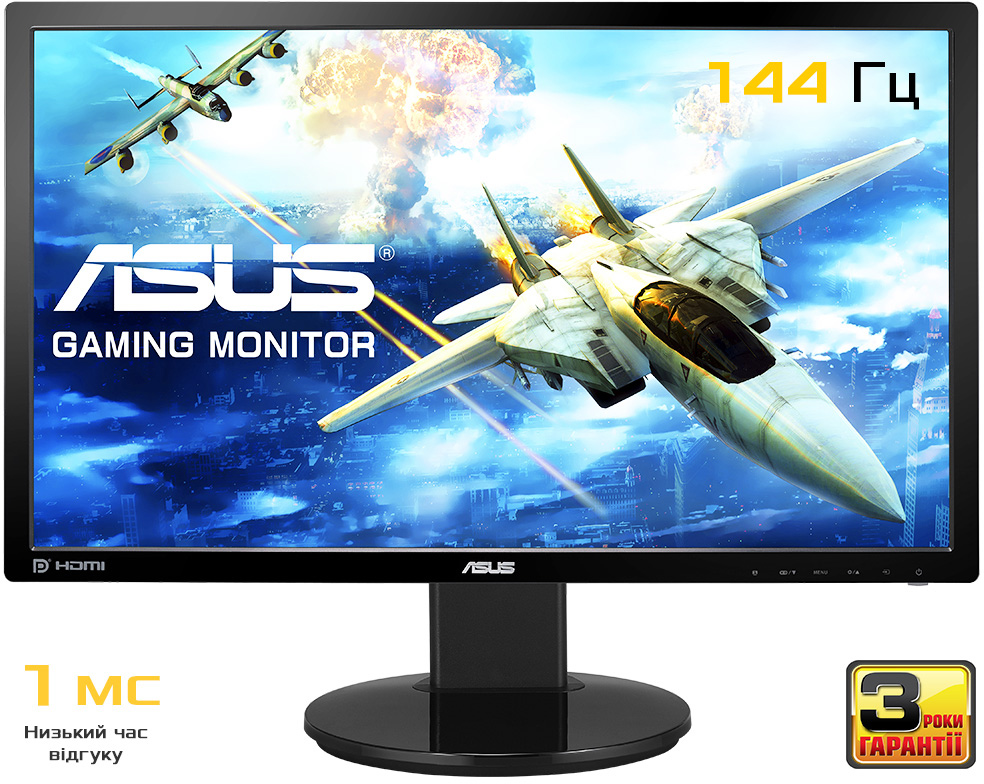 144 Гц
ASUS®
GAMING MONITOR
HDMI
ASUS
MENU
1 мс
Низький час
відгуку
3 РОКИ
ГАРАНТІЇ